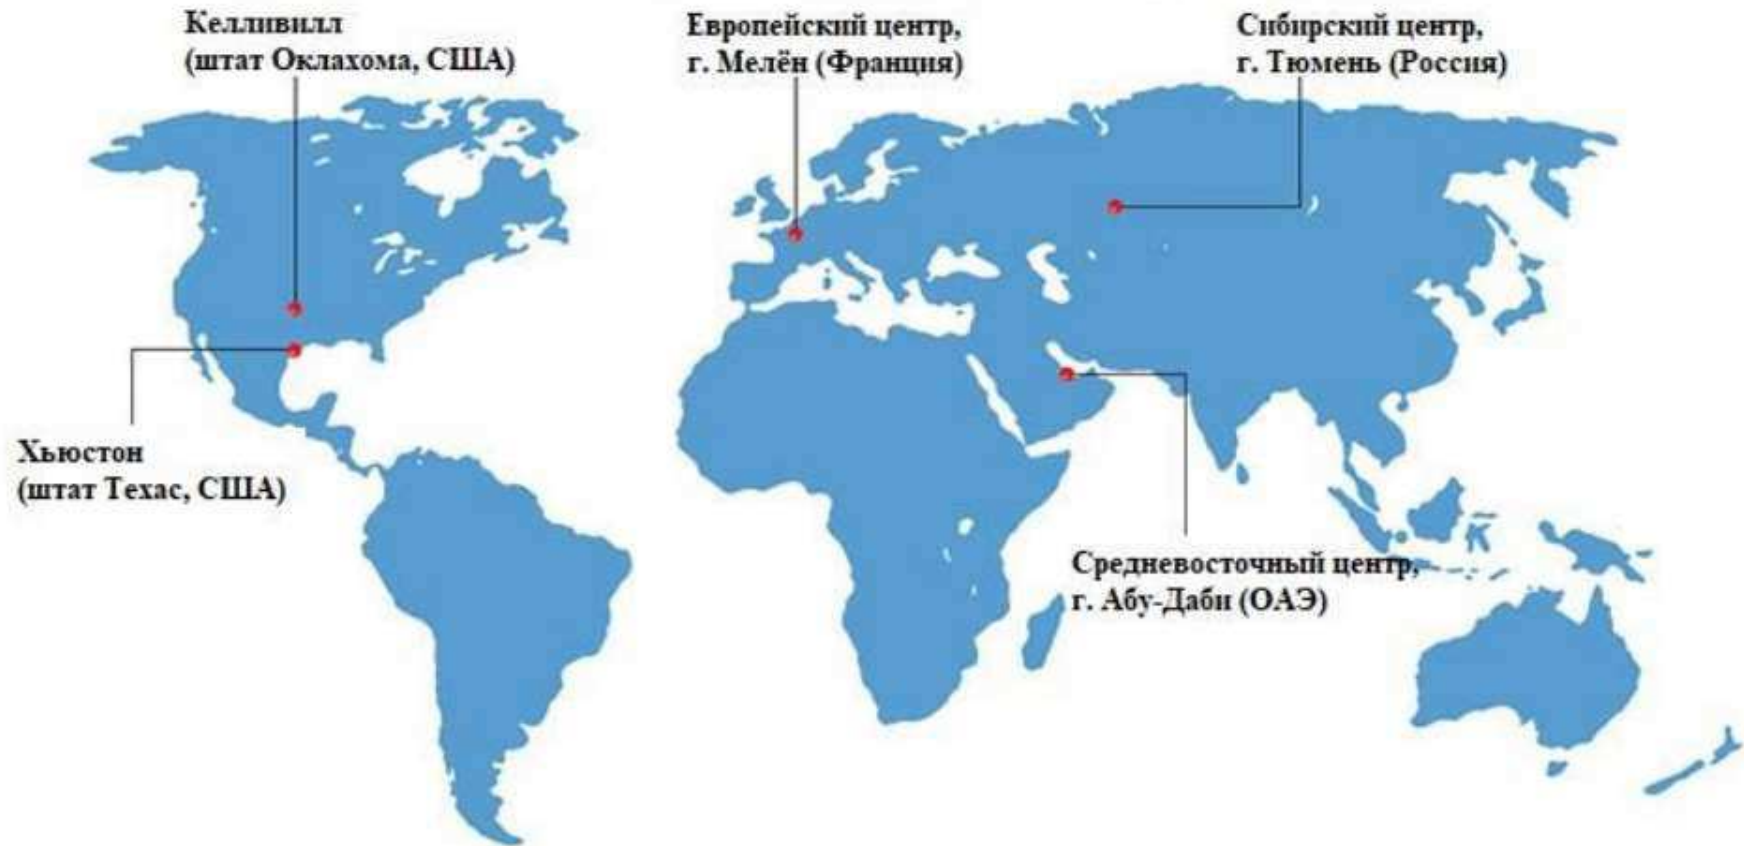 Келливилл
(штат Оклахома, США)
Европейский центр,
г. Мелён (Франция)
Сибирский центр,
г. Тюмень (Россия)
Хьюстон
(штат Техас, США)
Средневосточный центр,
г. Абу-Даби (ОАЭ)